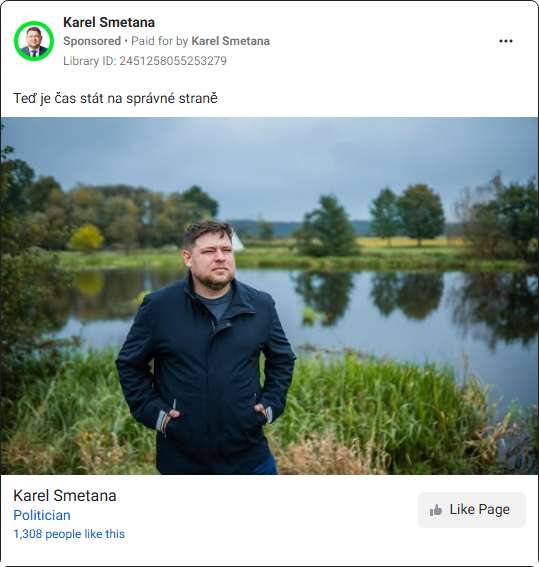 Karel Smetana
Sponsored • Paid for by Karel Smetana
Library ID: 2451258055253279
Teď je čas stát na správné straně
Karel Smetana
Politician
1,308 people like this
Like Page